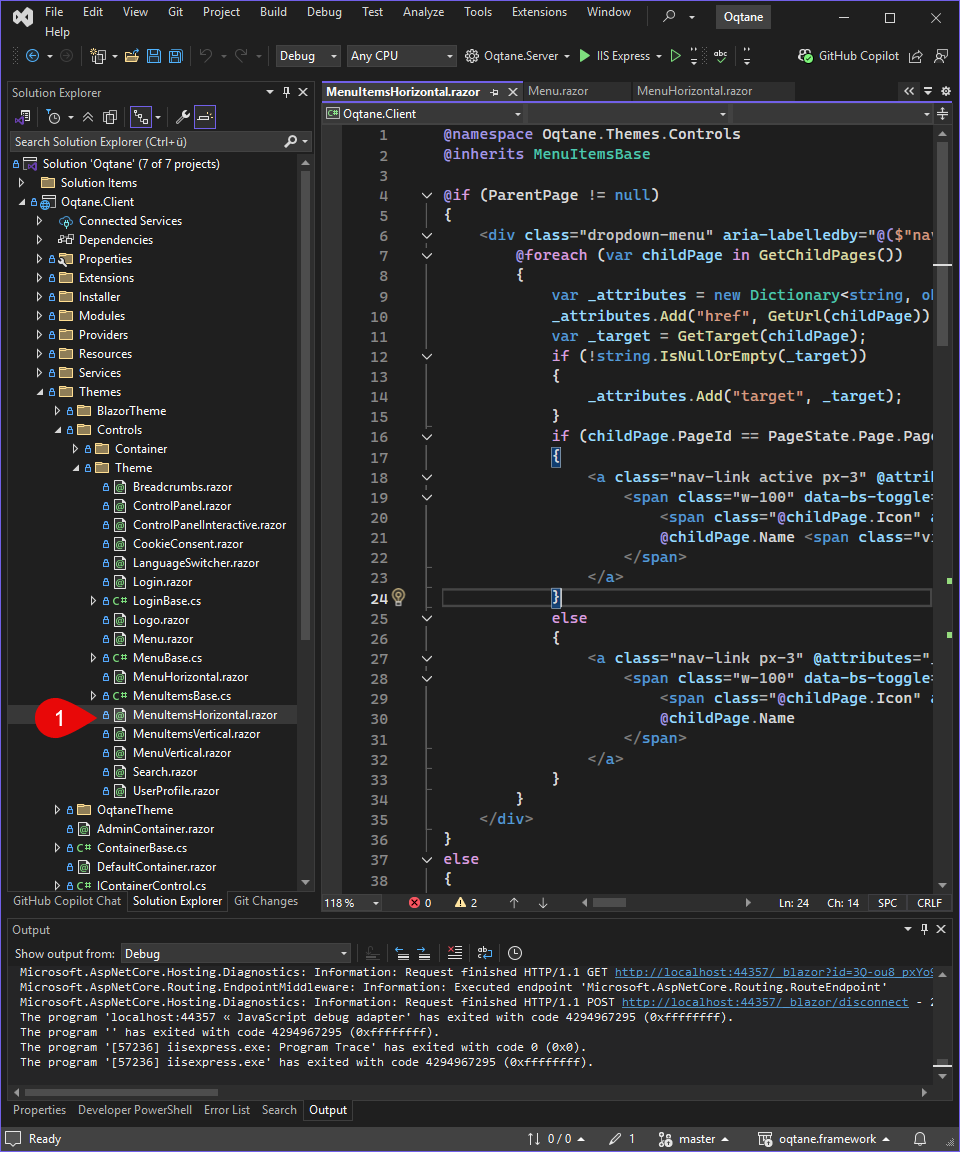 File Edit View Git Project Build Debug Test Analyze Tools Extensions Window Oqtane
Help
Debug Any CPU Oqtane.Server IIS Express GitHub Copilot
Solution Explorer
Search Solution Explorer (Ctrl+ü)
Solution 'Oqtane' (7 of 7 projects)
Solution Items
Oqtane.Client
Connected Services
Dependencies
Properties
Extensions
Installer
Modules
Providers
Resources
Services
Themes
BlazorTheme
Controls
Container
Theme
Breadcrumbs.razor
ControlPanel.razor
ControlPanelInteractive.razor
CookieConsent.razor
LanguageSwitcher.razor
Login.razor
C# LoginBase.cs
Logo.razor
Menu.razor
C# MenuBase.cs
MenuHorizontal.razor
C# MenuItemsBase.cs
1 MenuItemsHorizontal.razor
MenuItemsVertical.razor
MenuVertical.razor
Search.razor
UserProfile.razor
OqtaneTheme
AdminContainer.razor
C# ContainerBase.cs
DefaultContainer.razor
C# IContainerControl.cs
GitHub Copilot Chat Solution Explorer Git Changes
MenuItemsHorizontal.razor Menu.razor MenuHorizontal.razor
C# Oqtane.Client
1 @namespace Oqtane.Themes.Controls
2 @inherits MenuItemsBase
3
4 @if (ParentPage != null)
5 {
6 <div class="dropdown-menu" aria-labelledby="@($"nav
7 @foreach (var childPage in GetChildPages())
8 {
9 var _attributes = new Dictionary<string, ob
10 _attributes.Add("href", GetUrl(childPage))
11 var _target = GetTarget(childPage);
12 if (!string.IsNullOrEmpty(_target))
13 {
14 _attributes.Add("target", _target);
15 }
16 if (childPage.PageId == PageState.Page.Page
17 {
18 <a class="nav-link active px-3" @attrib
19 <span class="w-100" data-bs-toggle=
20 <span class="@childPage.Icon" a
21 @childPage.Name <span class="vi
22 </span>
23 </a>
24 }
25 else
26 {
27 <a class="nav-link px-3" @attributes="_
28 <span class="w-100" data-bs-toggle=
29 <span class="@childPage.Icon" a
30 @childPage.Name
31 </span>
32 </a>
33 }
34 }
35 </div>
36 }
37 else
38 {
118 % 0 2 Ln: 24 Ch: 14 SPC CRLF
Output
Show output from: Debug
Microsoft.AspNetCore.Hosting.Diagnostics: Information: Request finished HTTP/1.1 GET http://localhost:44357/_blazor?id=3Q-ou8_pxYo9
Microsoft.AspNetCore.Routing.EndpointMiddleware: Information: Executed endpoint 'Microsoft.AspNetCore.Routing.RouteEndpoint'
Microsoft.AspNetCore.Hosting.Diagnostics: Information: Request finished HTTP/1.1 POST http://localhost:44357/_blazor/disconnect - 2
The program 'localhost:44357 « JavaScript debug adapter' has exited with code 4294967295 (0xffffffff).
The program '' has exited with code 4294967295 (0xffffffff).
The program '[57236] iisexpress.exe: Program Trace' has exited with code 0 (0x0).
The program '[57236] iisexpress.exe' has exited with code 4294967295 (0xffffffff).
Properties Developer PowerShell Error List Search Output
Ready 0 / 0 1 master oqtane.framework